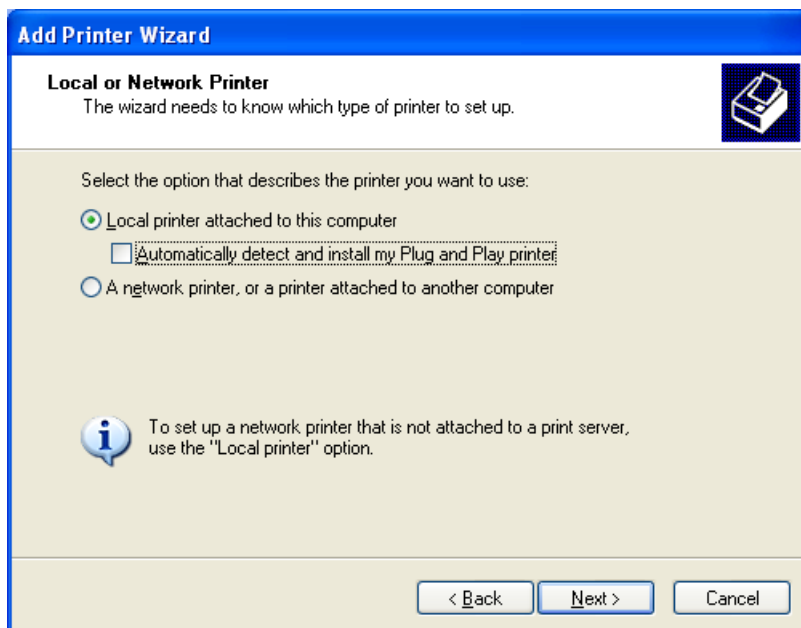 Add Printer Wizard
Local or Network Printer
The wizard needs to know which type of printer to set up.
Select the option that describes the printer you want to use:
Local printer attached to this computer
Automatically detect and install my Plug and Play printer
A network printer, or a printer attached to another computer
To set up a network printer that is not attached to a print server,
use the "Local printer" option.
< Back Next > Cancel